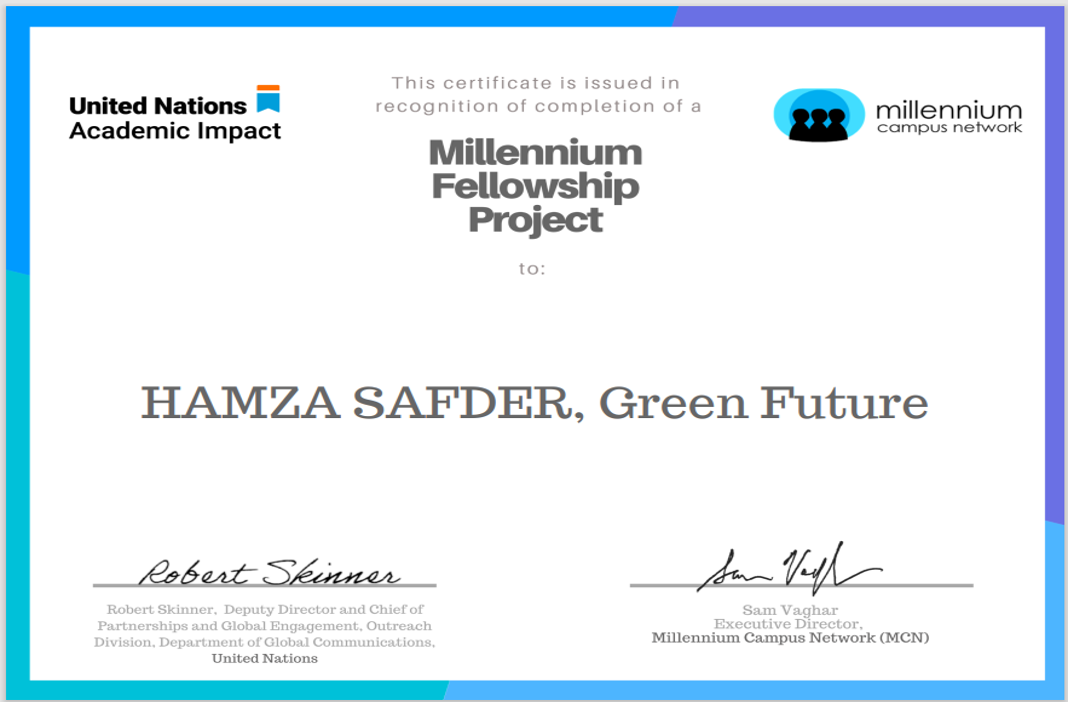 United Nations
Academic Impact
This certificate is issued in
recognition of completion of a
millennium
campus network
Millennium
Fellowship
Project
to:
HAMZA SAFDER, Green Future
Robert Skinner
Sam Vaghar
Robert Skinner,  Deputy Director and Chief of
Partnerships and Global Engagement, Outreach
Division, Department of Global Communications,
United Nations
Sam Vaghar
Executive Director,
Millennium Campus Network (MCN)